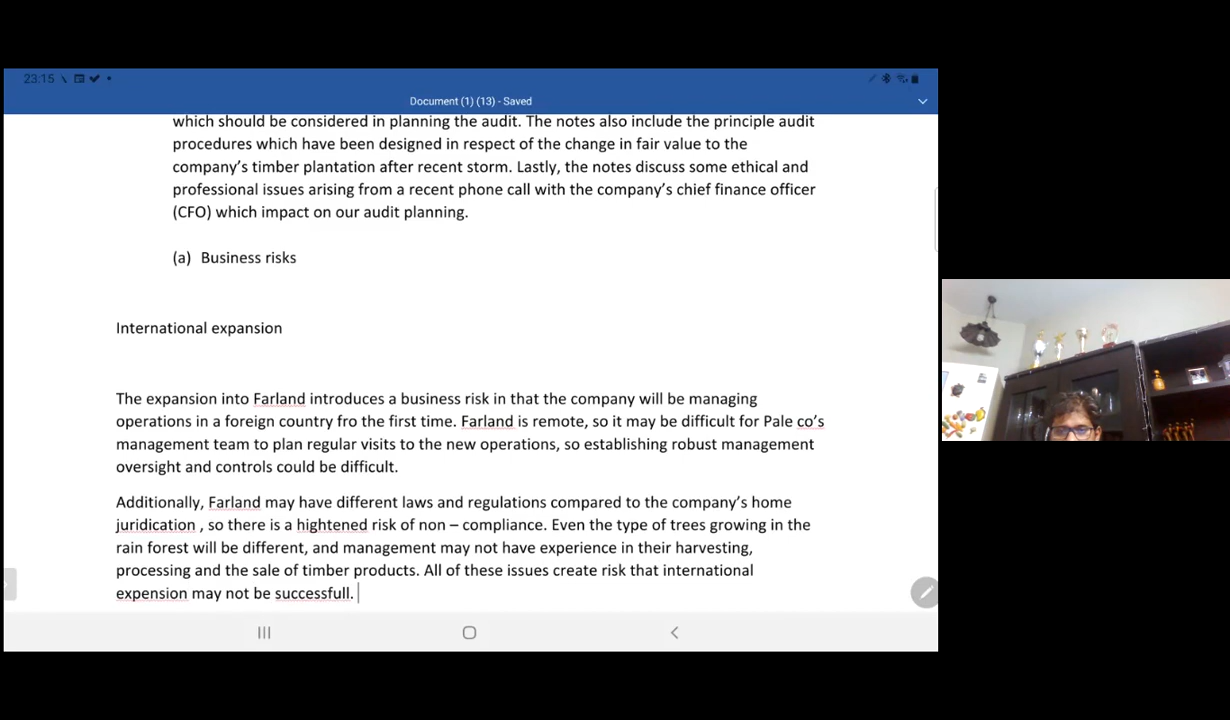 23:15
Document (1) (13) - Saved
which should be considered in planning the audit. The notes also include the principle audit
procedures which have been designed in respect of the change in fair value to the
company's timber plantation after recent storm. Lastly, the notes discuss some ethical and
professional issues arising from a recent phone call with the company's chief finance officer
(CFO) which impact on our audit planning.
(a) Business risks
International expansion
The expansion into Farland introduces a business risk in that the company will be managing
operations in a foreign country fro the first time. Farland is remote, so it may be difficult for Pale co's
management team to plan regular visits to the new operations, so establishing robust management
oversight and controls could be difficult.
Additionally, Farland may have different laws and regulations compared to the company's home
juridication , so there is a hightened risk of non – compliance. Even the type of trees growing in the
rain forest will be different, and management may not have experience in their harvesting,
processing and the sale of timber products. All of these issues create risk that international
expension may not be successfull.